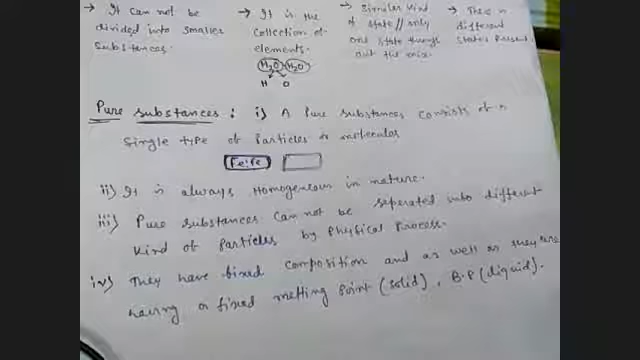 → It can not be
divided into smaller
substances.
→ It is the
collection of
elements.
H2O H2O
H O
→ Similar kind
of state // only
one state through
out the mix.
→ There is
different
states present
Pure substances : i) A Pure substances consists of a
single type of Particles or moleculas
Fe:Fe
ii) It is always Homogeneous in nature.
iii) Pure substances can not be seperated into different
kind of Particles by Physical Process.
iv) They have fixed composition and as well as they are
having a fixed melting point (solid), B.P (liquid).